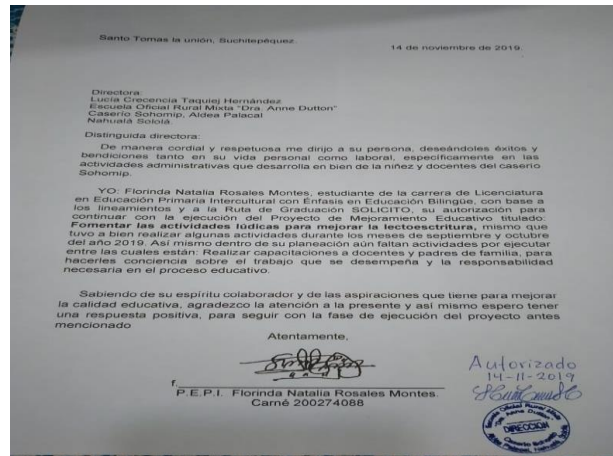 Santo Tomas la unión, Suchitepéquez.
14 de noviembre de 2019.
Directora:
Lucía Crecencia Taquiej Hernández
Escuela Oficial Rural Mixta "Dra. Anne Dutton"
Caserío Sohomip, Aldea Palacal
Nahualá Sololá.
Distinguida directora:
De manera cordial y respetuosa me dirijo a su persona, deseándoles éxitos y
bendiciones tanto en su vida personal como laboral, específicamente en las
actividades administrativas que desarrolla en bien de la niñez y docentes del caserío
Sohomip.
YO: Florinda Natalia Rosales Montes, estudiante de la carrera de Licenciatura
en Educación Primaria Intercultural con Énfasis en Educación Bilingüe, con base a
los lineamientos y a la Ruta de Graduación SOLICITO, su autorización para
continuar con la ejecución del Proyecto de Mejoramiento Educativo titulado:
Fomentar las actividades lúdicas para mejorar la lectoescritura, mismo que
tuvo a bien realizar algunas actividades durante los meses de septiembre y octubre
del año 2019. Así mismo dentro de su planeación aún faltan actividades por ejecutar
entre las cuales están: Realizar capacitaciones a docentes y padres de familia, para
hacerles conciencia sobre el trabajo que se desempeña y la responsabilidad
necesaria en el proceso educativo.
Sabiendo de su espíritu colaborador y de las aspiraciones que tiene para mejorar
la calidad educativa, agradezco la atención a la presente y así mismo espero tener
una respuesta positiva, para seguir con la fase de ejecución del proyecto antes
mencionado
Atentamente,
f.
P.E.P.I. Florinda Natalia Rosales Montes.
Carné 200274088
Autorizado
14-11-2019
Escuela Oficial Rural Mixta
"Dra. Anne Dutton"
DIRECCIÓN